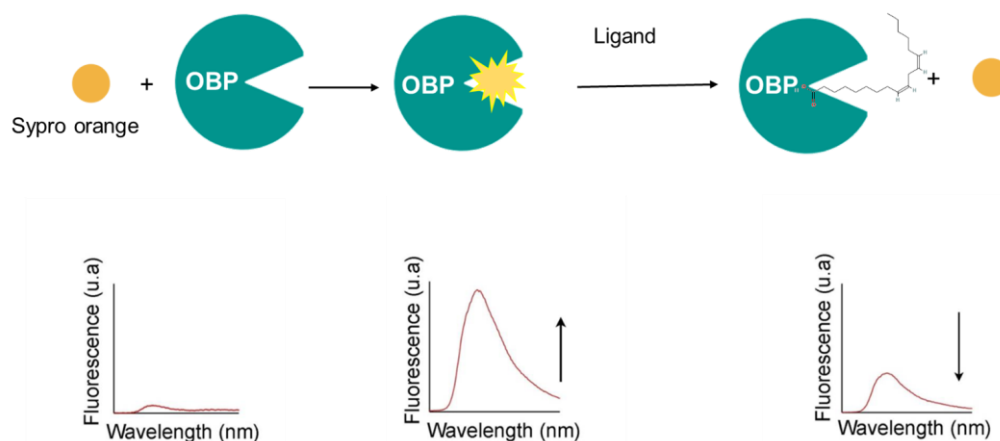 Sypro orange
+
OBP
OBP
Ligand
OBP
H
O
O
H
H
H
H
+
Fluorescence (u.a)
Wavelength (nm)
Fluorescence (u.a)
Wavelength (nm)
Fluorescence (u.a)
Wavelength (nm)